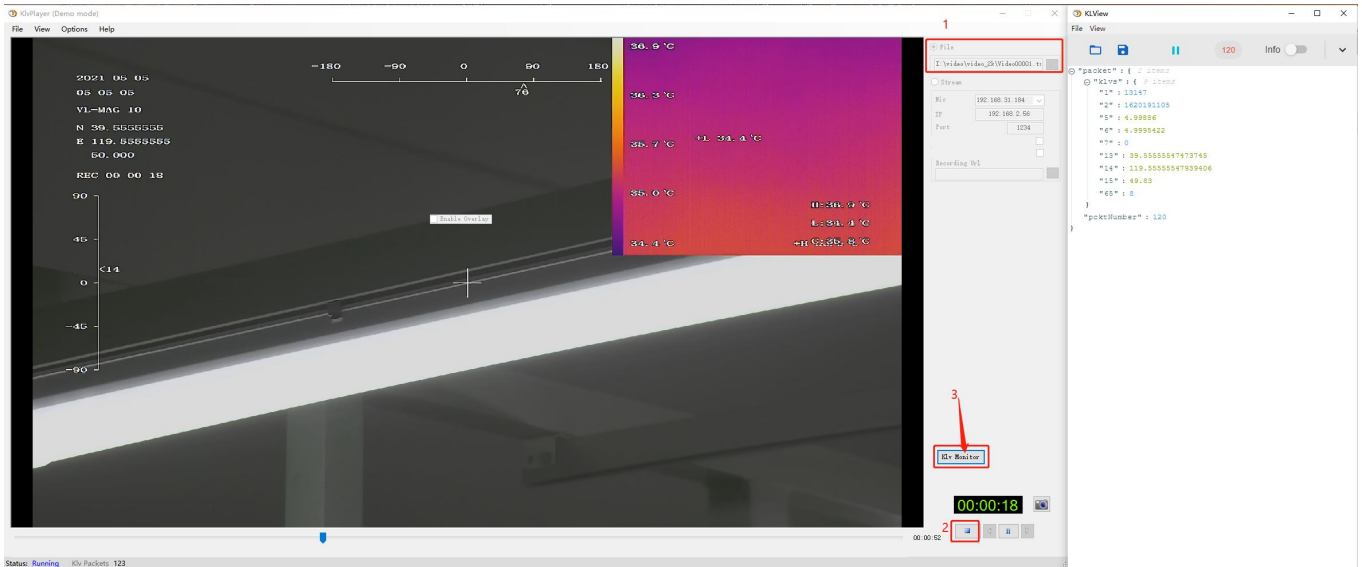 KlvPlayer (Demo mode)
File View Options Help
2021 05 05
05 05 05
VL-MAG 10
N 39.5555555
E 119.5555555
50.000
REC 00 00 18
-180 -90 0 90 180
76
90
45
<14
0
-45
-90
Enable Overlay
36.9℃
36.3℃
35.7℃
35.0℃
34.4℃
+L 34.4℃
H:36.9℃
L:34.4℃
1
File
Stream
Nic 192.168.31.184
IP 192.168.2.56
Port 1234
Recording Url
3
Klv Monitor
00:00:18
2
00:00:52
Status: Running Klv Packets 123
KLView
File View
120 Info
"packet" : { 2 items
"klvs" : { 9 items
"1" : 13147
"2" : 1620191105
"5" : 4.99886
"6" : 4.9995422
"7" : 0
"13" : 39.55555547473745
"14" : 119.55555547939406
"15" : 49.83
"65" : 8
}
"pcktNumber" : 120
}